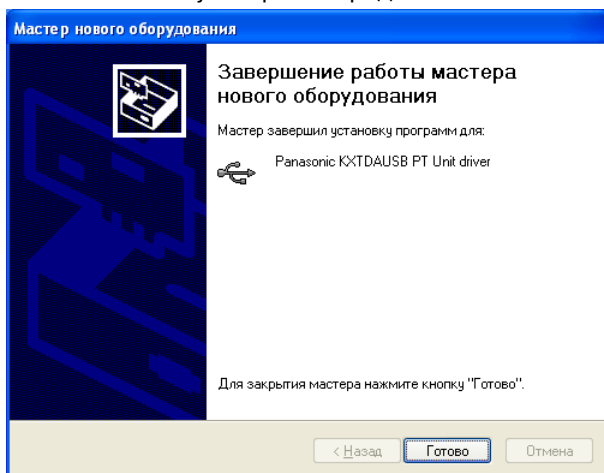 Мастер нового оборудования
Завершение работы мастера
нового оборудования
Мастер завершил установку программ для:
Panasonic KXTDAUSB PT Unit driver
Для закрытия мастера нажмите кнопку "Готово".
< Назад
Готово
Отмена